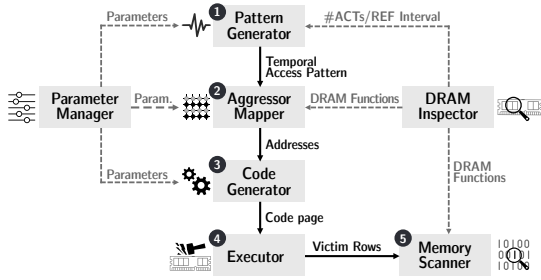 Parameters
1
Pattern
Generator
#ACTs/REF Interval
Temporal
Access Pattern
Parameter
Manager
Param.
2
Aggressor
Mapper
DRAM Functions
DRAM
Inspector
Addresses
Parameters
3
Code
Generator
DRAM
Functions
Code page
4
Executor
Victim Rows
5
Memory
Scanner
10100